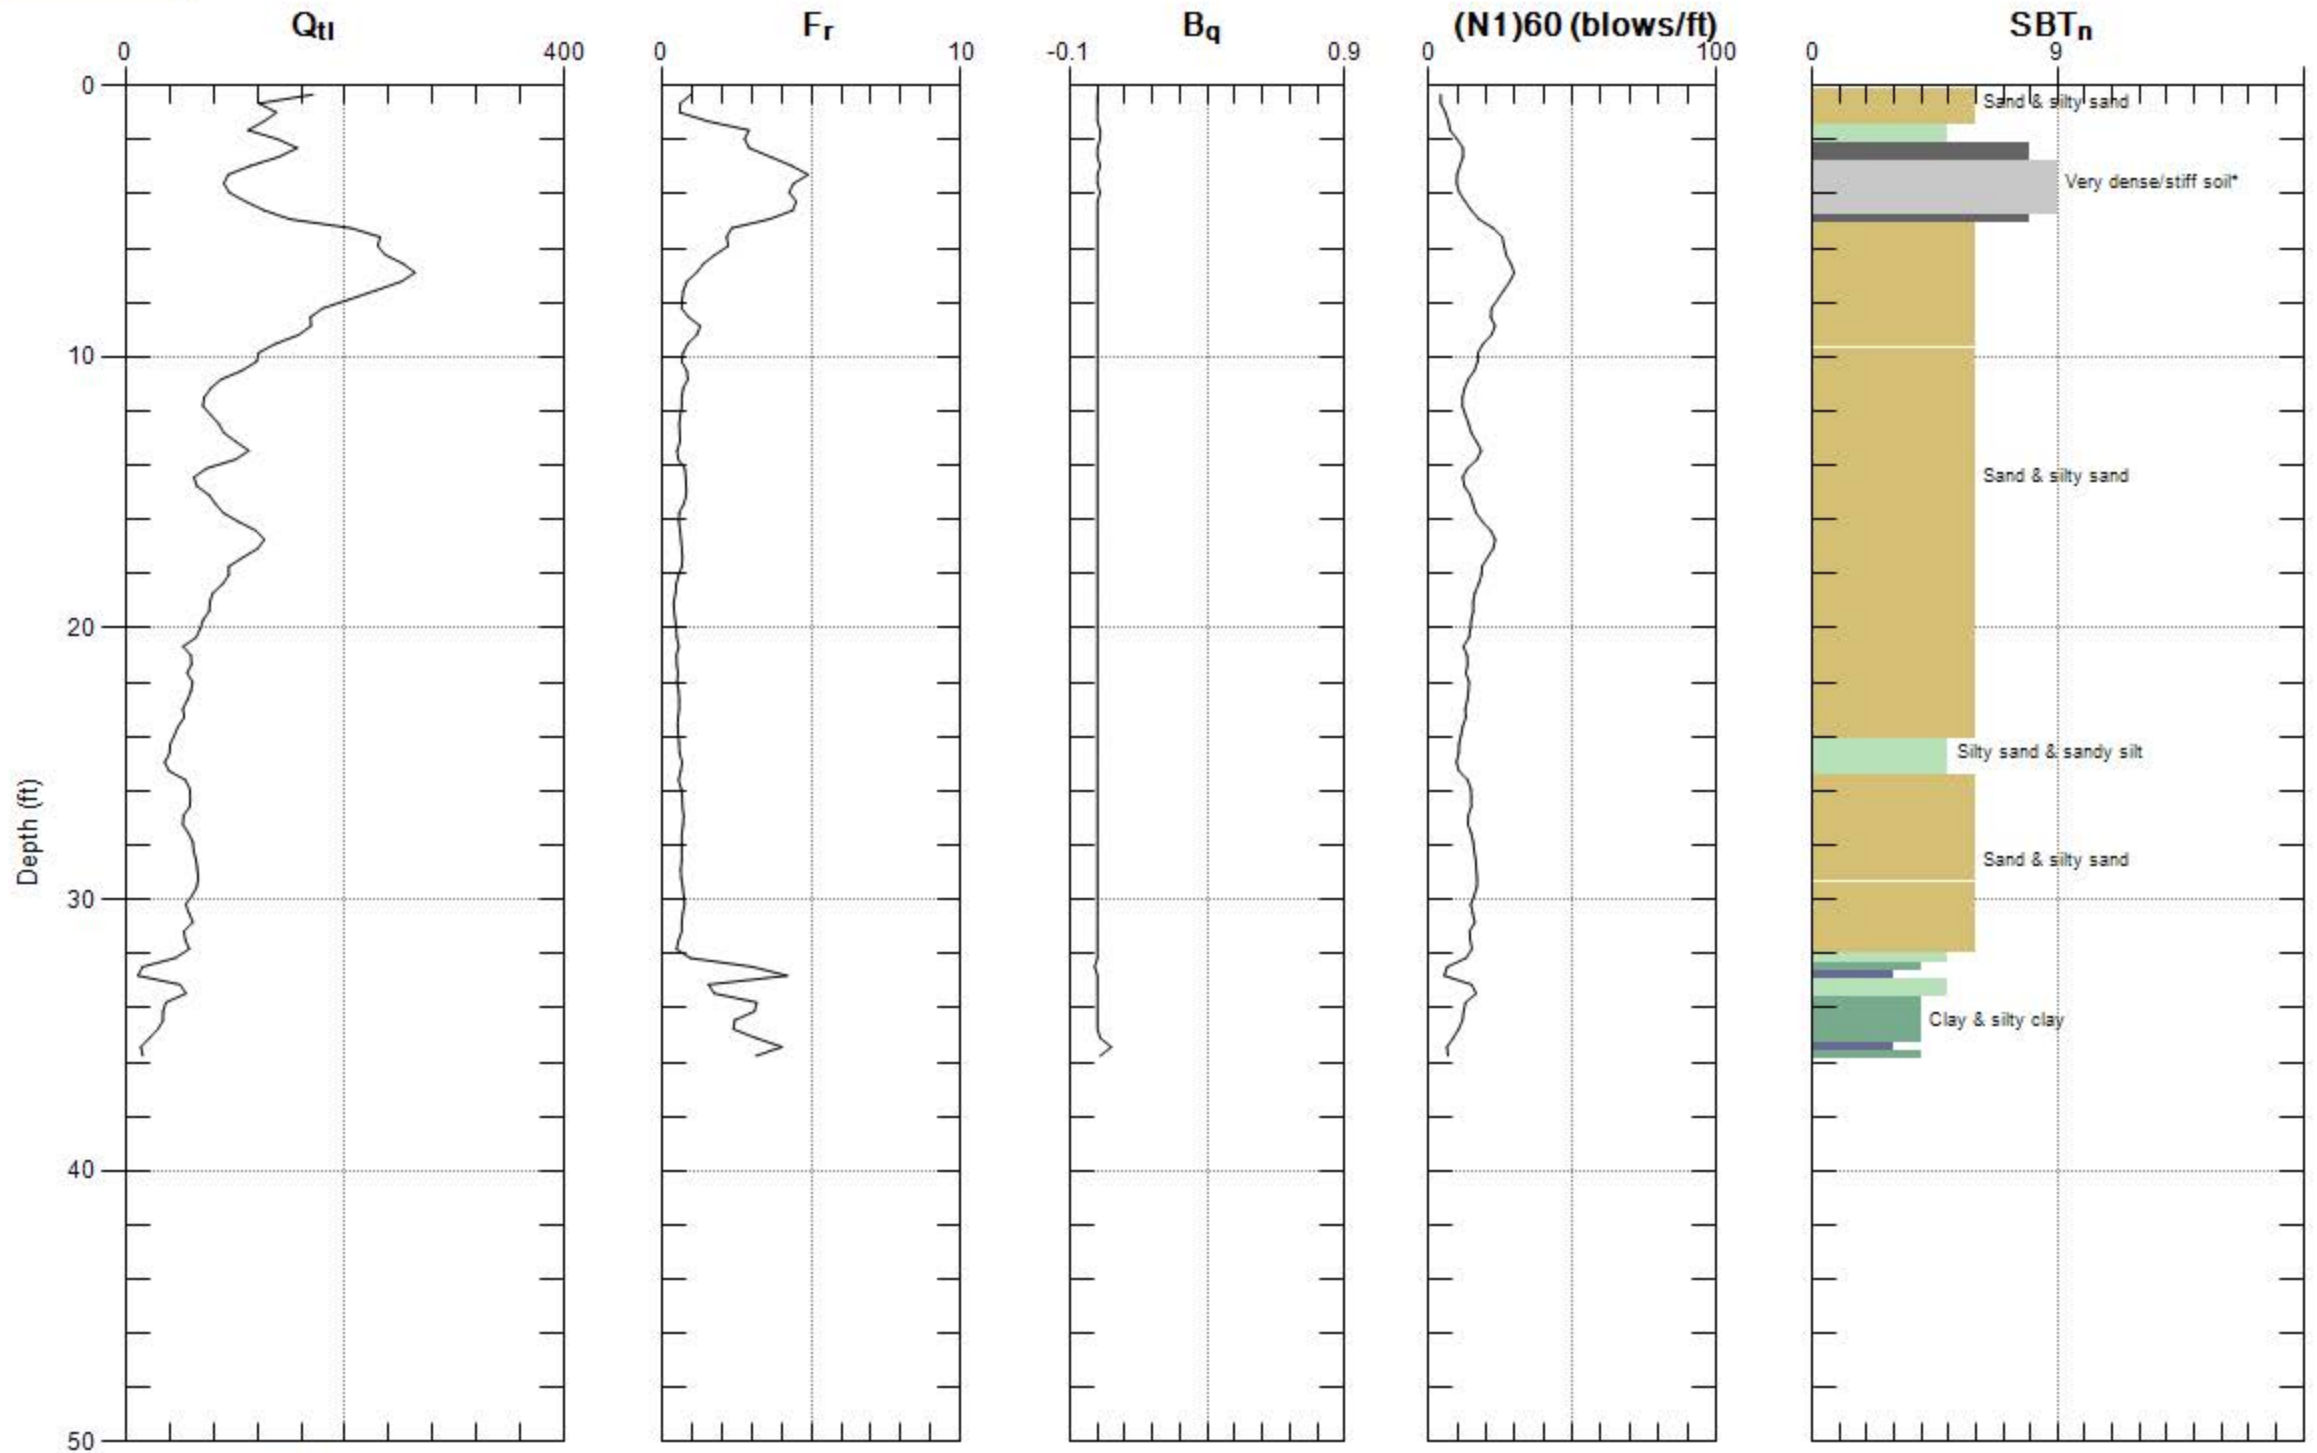 Qtl
Fr
Bq
(N1)60 (blows/ft)
SBTn
0 400
0 10
-0.1 0.9
0 100
0 9
0
Sand & silty sand
Very dense/stiff soil*
10
Sand & silty sand
20
Silty sand & sandy silt
Depth (ft)
Sand & silty sand
30
Clay & silty clay
40
50